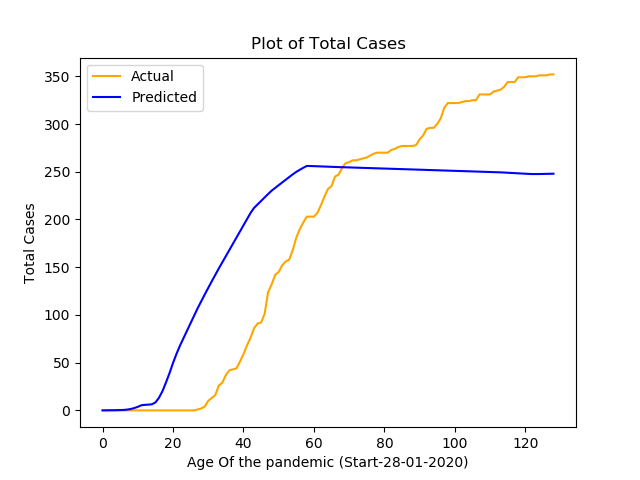 Plot of Total Cases
Actual
Predicted
350
300
250
200
150
100
50
0
Total Cases
0 20 40 60 80 100 120
Age Of the pandemic (Start-28-01-2020)